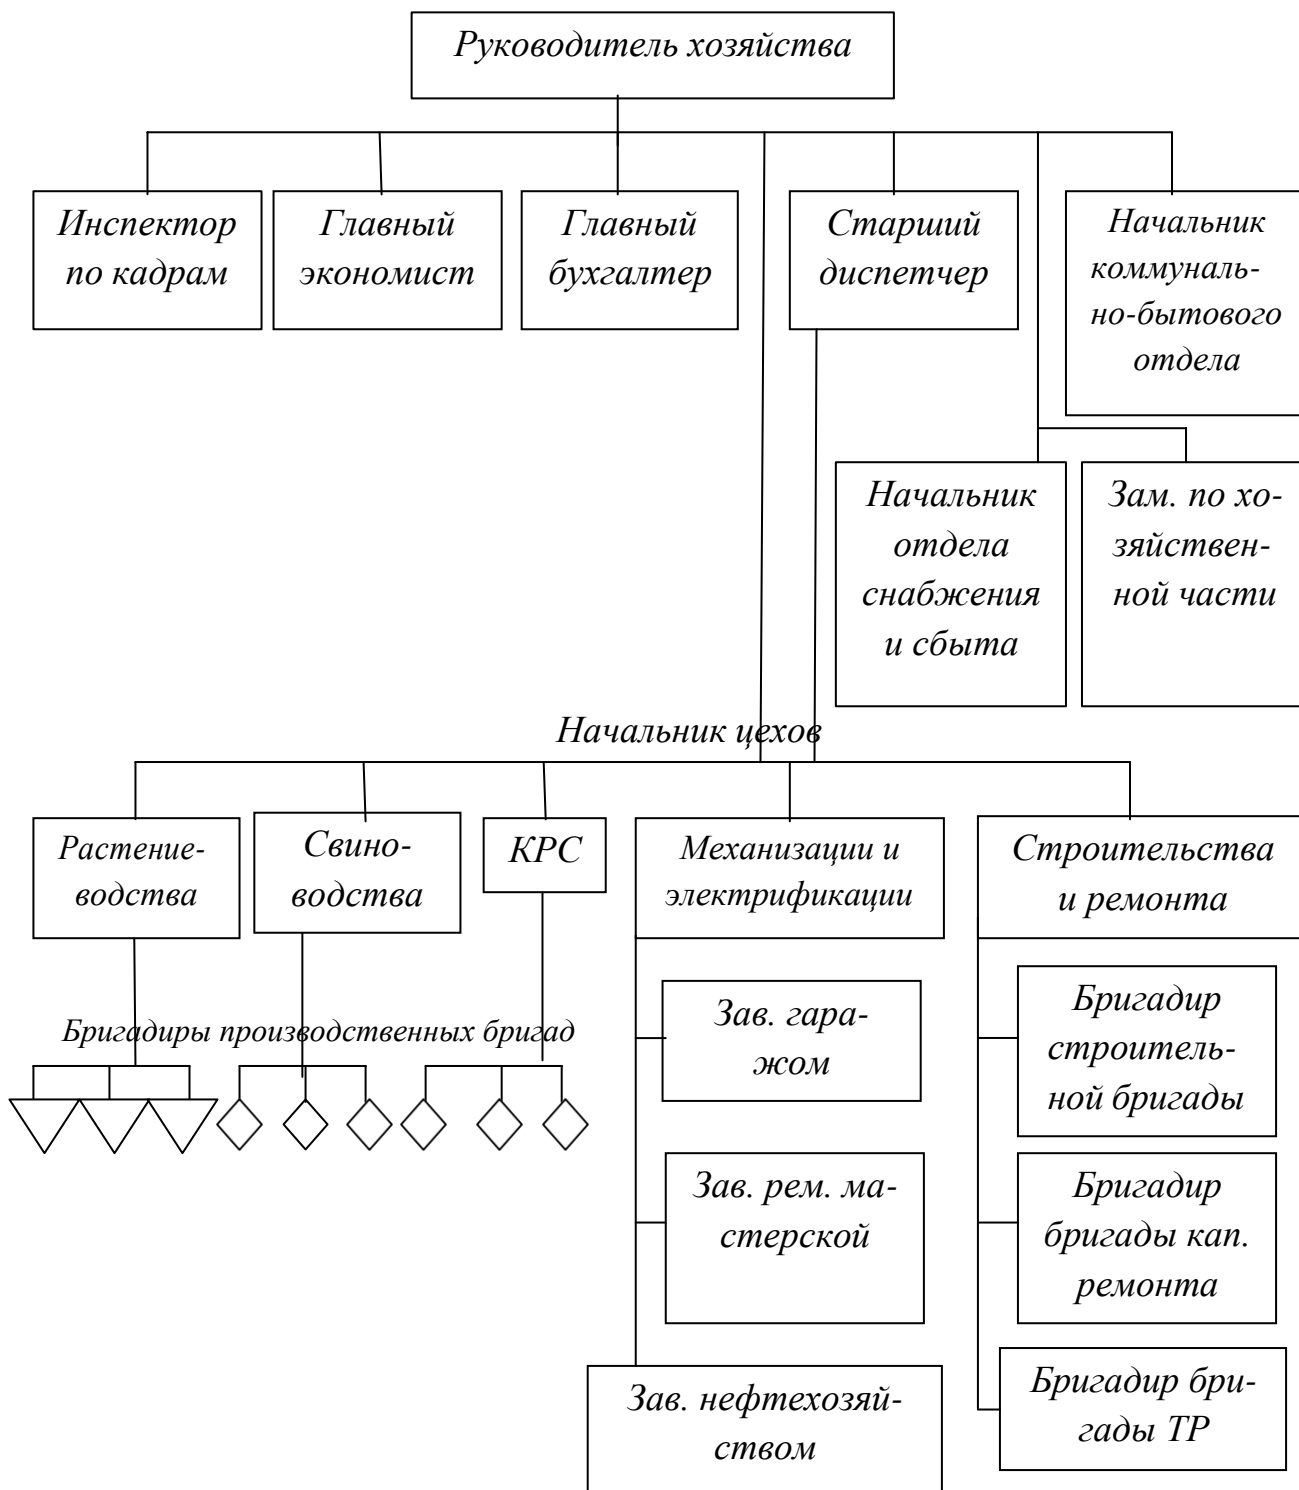 Руководитель хозяйства
Инспектор
по кадрам
Главный
экономист
Главный
бухгалтер
Старший
диспетчер
Начальник
коммуналь-
но-бытового
отдела
Начальник
отдела
снабжения
и сбыта
Зам. по хо-
зяйствен-
ной части
Начальник цехов
Растение-
водства
Свино-
водства
КРС
Механизации и
электрификации
Строительства
и ремонта
Бригадиры производственных бригад
Зав. гара-
жом
Зав. рем. ма-
стерской
Зав. нефтехозяй-
ством
Бригадир
строитель-
ной бригады
Бригадир
бригады кап.
ремонта
Бригадир бри-
гады ТР